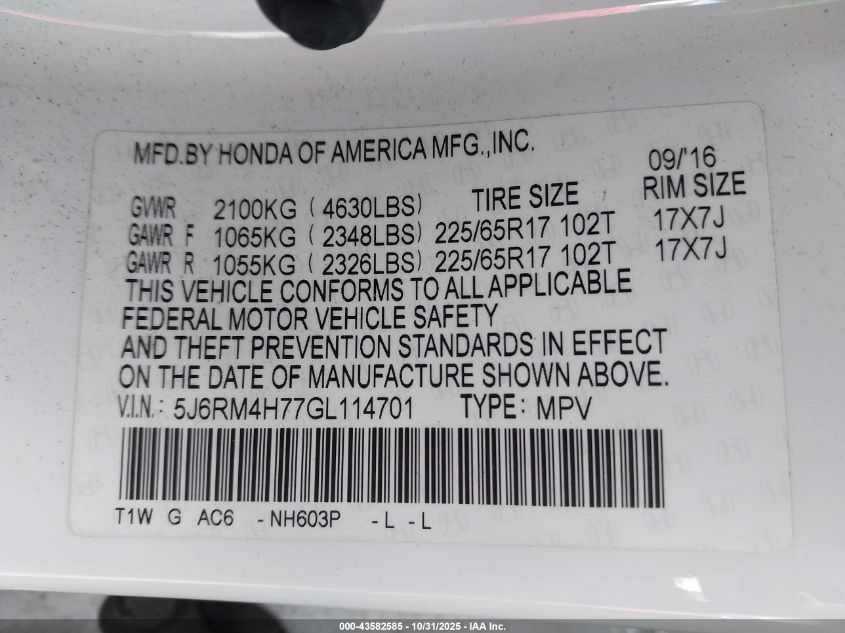 MFD.BY HONDA OF AMERICA MFG.,INC.
09/'16
TIRE SIZE RIM SIZE
GVWR 2100KG ( 4630LBS)
GAWR F 1065KG ( 2348LBS) 225/65R17 102T 17X7J
GAWR R 1055KG ( 2326LBS) 225/65R17 102T 17X7J
THIS VEHICLE CONFORMS TO ALL APPLICABLE
FEDERAL MOTOR VEHICLE SAFETY
AND THEFT PREVENTION STANDARDS IN EFFECT
ON THE DATE OF MANUFACTURE SHOWN ABOVE.
V.I.N.: 5J6RM4H77GL114701 TYPE: MPV
T1W G AC6 -NH603P -L -L
000-43582585 - 10/31/2025 - IAA Inc.